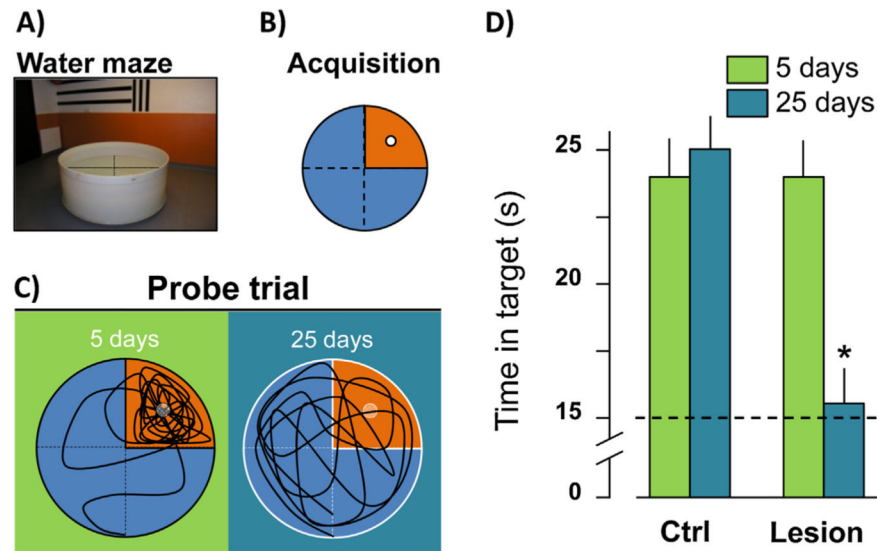 A)
Water maze
B)
Acquisition
C)
Probe trial
5 days
25 days
D)
5 days
25 days
Time in target (s)
25
20
15
0
*
Ctrl
Lesion